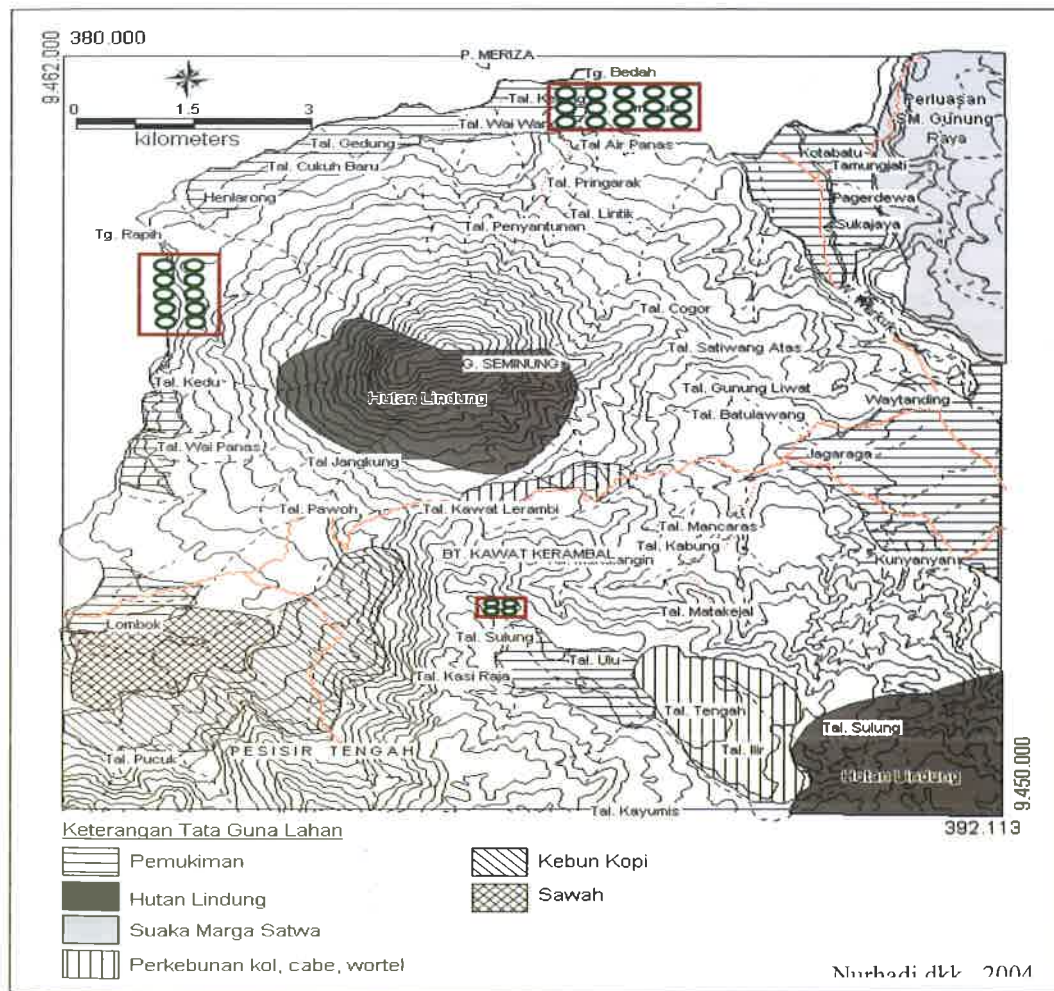 380.000
9.462.000
P. MERIZA
Tg. Bedah
0 1.5 3
kilometers
Tal. Wai
Tal Air Panas
Tal. Gedung
Tal. Cukuh Baru
Henlarong
Tal. Pringarak
Tal. Lintik
Tal. Penyantunan
Perluasan
SM. Gunung
Raya
Kotabatu
Tamungjati
Pagerdewa
Sukajaya
Tg. Rapih
Tal. Cogor
Tal. Satiwang Atas
G. SEMINUNG
Hutan Lindung
Tal. Kedu
Tal. Gunung Liwat
Waytanding
Tal. Batulawang
Tal. Wai Panas
Tal Jangkung
Jagaraga
Tal. Pawoh
Tal. Kawat Lerambi
Tal. Mancaras
Tal. Kabung
BT. KAWAT KERAMBAL
Kunyanyan
Tal. Matakejal
Lombok
Tal. Sulung
Tal. Ulu
Tal. Kasi Raja
Tal. Tengah
Tal. Sulung
PESISIR TENGAH
Tal. Pucuk
Tal. Ilir
Hutan Lindung
Tal. Kayumis
9.450.000
392.113
Keterangan Tata Guna Lahan
Pemukiman
Kebun Kopi
Hutan Lindung
Sawah
Suaka Marga Satwa
Perkebunan kol, cabe, wortel
Nurhadi dkk., 2004